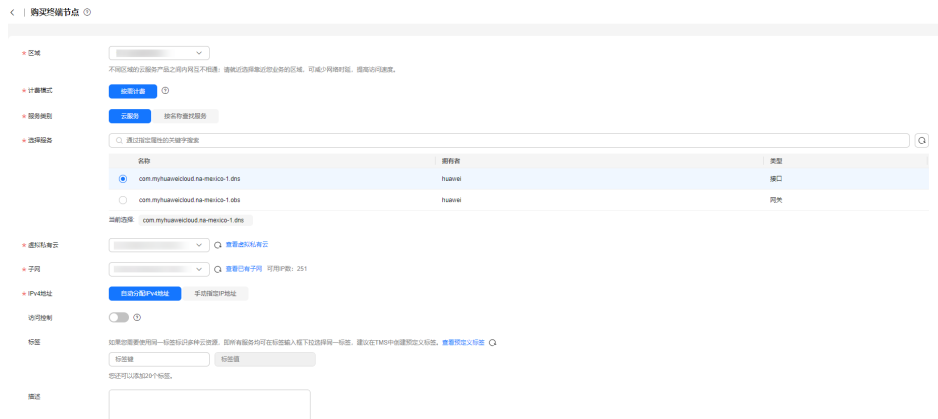 购买终端节点
区域
不同区域的云服务产品之间内网互不相通；请就近选择靠近您业务的区域，可减少网络时延，提高访问速度。
计费模式 按需计费
服务类别 云服务 按名称查找服务
选择服务 通过指定属性的关键字搜索
名称 拥有者 类型
com.myhuaweicloud.na-mexico-1.dns huawei 接口
com.myhuaweicloud.na-mexico-1.obs huawei 网关
当前选择: com.myhuaweicloud.na-mexico-1.dns
虚拟私有云 查看虚拟私有云
子网 查看已有子网 可用IP数: 251
IPv4地址 自动分配IPv4地址 手动指定IP地址
访问控制
标签 如果您需要使用同一标签标识多种云资源，即所有服务均可在标签输入框下拉选择同一标签，建议在TMS中创建预定义标签。查看预定义标签
标签键 标签值
您还可以添加20个标签。
描述